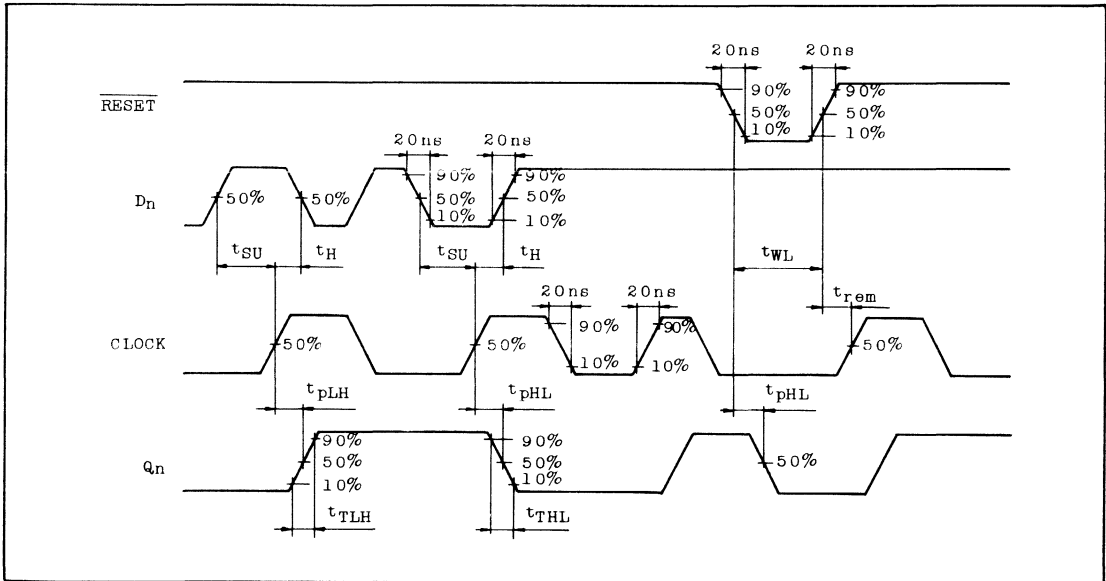 20ns 20ns
RESET 90% 90%
50% 50%
10% 10%
20ns 20ns
Dn 50% 50% 90% 90%
50% 50%
10% 10%
tSU tH tSU tH tWL
20ns 20ns trem
CLOCK 50% 50% 90% 90% 50%
10% 10%
tpLH tpHL tpHL
Qn 90% 90%
50% 50% 50%
10% 10%
tTLH tTHL